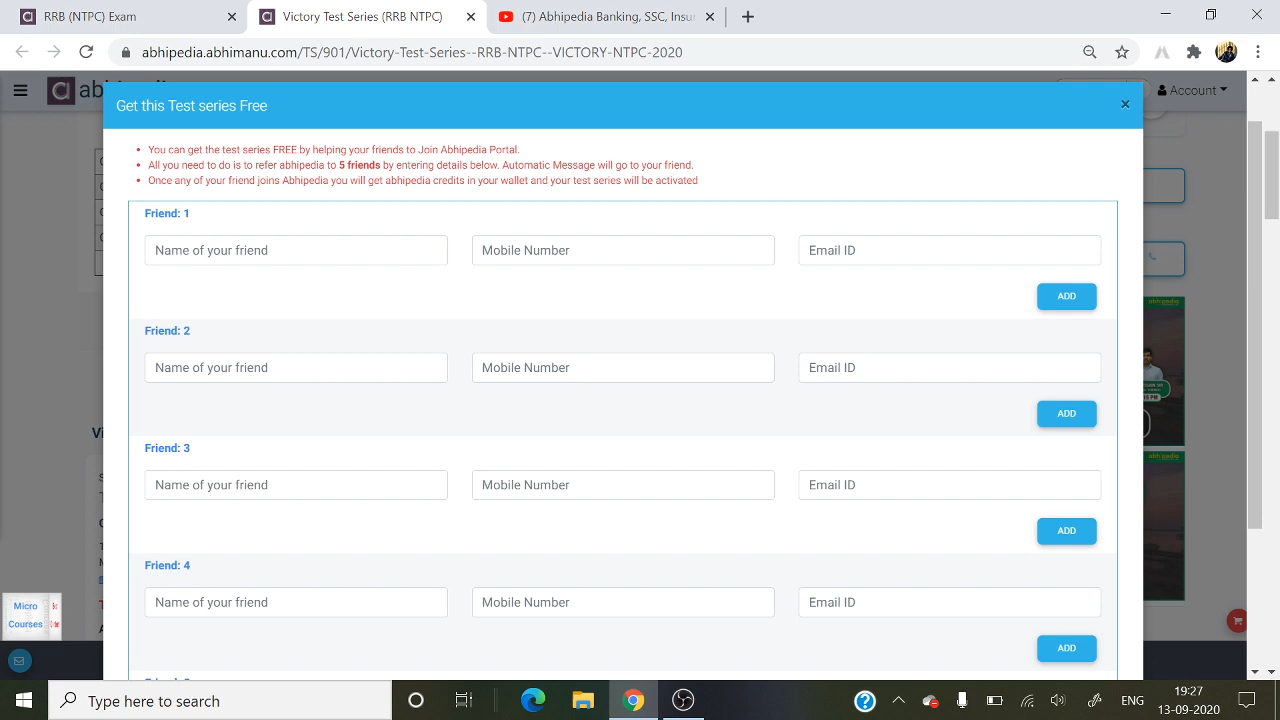 RRB (NTPC) Exam
Victory Test Series (RRB NTPC)
(7) Abhipedia Banking, SSC, Insu
abhipedia.abhimanu.com/TS/901/Victory-Test-Series--RRB-NTPC--VICTORY-NTPC-2020
Account
Get this Test series Free
×
You can get the test series FREE by helping your friends to Join Abhipedia Portal.
All you need to do is to refer abhipedia to 5 friends by entering details below. Automatic Message will go to your friend.
Once any of your friend joins Abhipedia you will get abhipedia credits in your wallet and your test series will be activated
Friend: 1
Name of your friend Mobile Number Email ID
ADD
Friend: 2
Name of your friend Mobile Number Email ID
ADD
Friend: 3
Name of your friend Mobile Number Email ID
ADD
Friend: 4
Name of your friend Mobile Number Email ID
ADD
Micro
Courses
abhipedia
abhipedia
Type here to search
ENG
19:27
13-09-2020